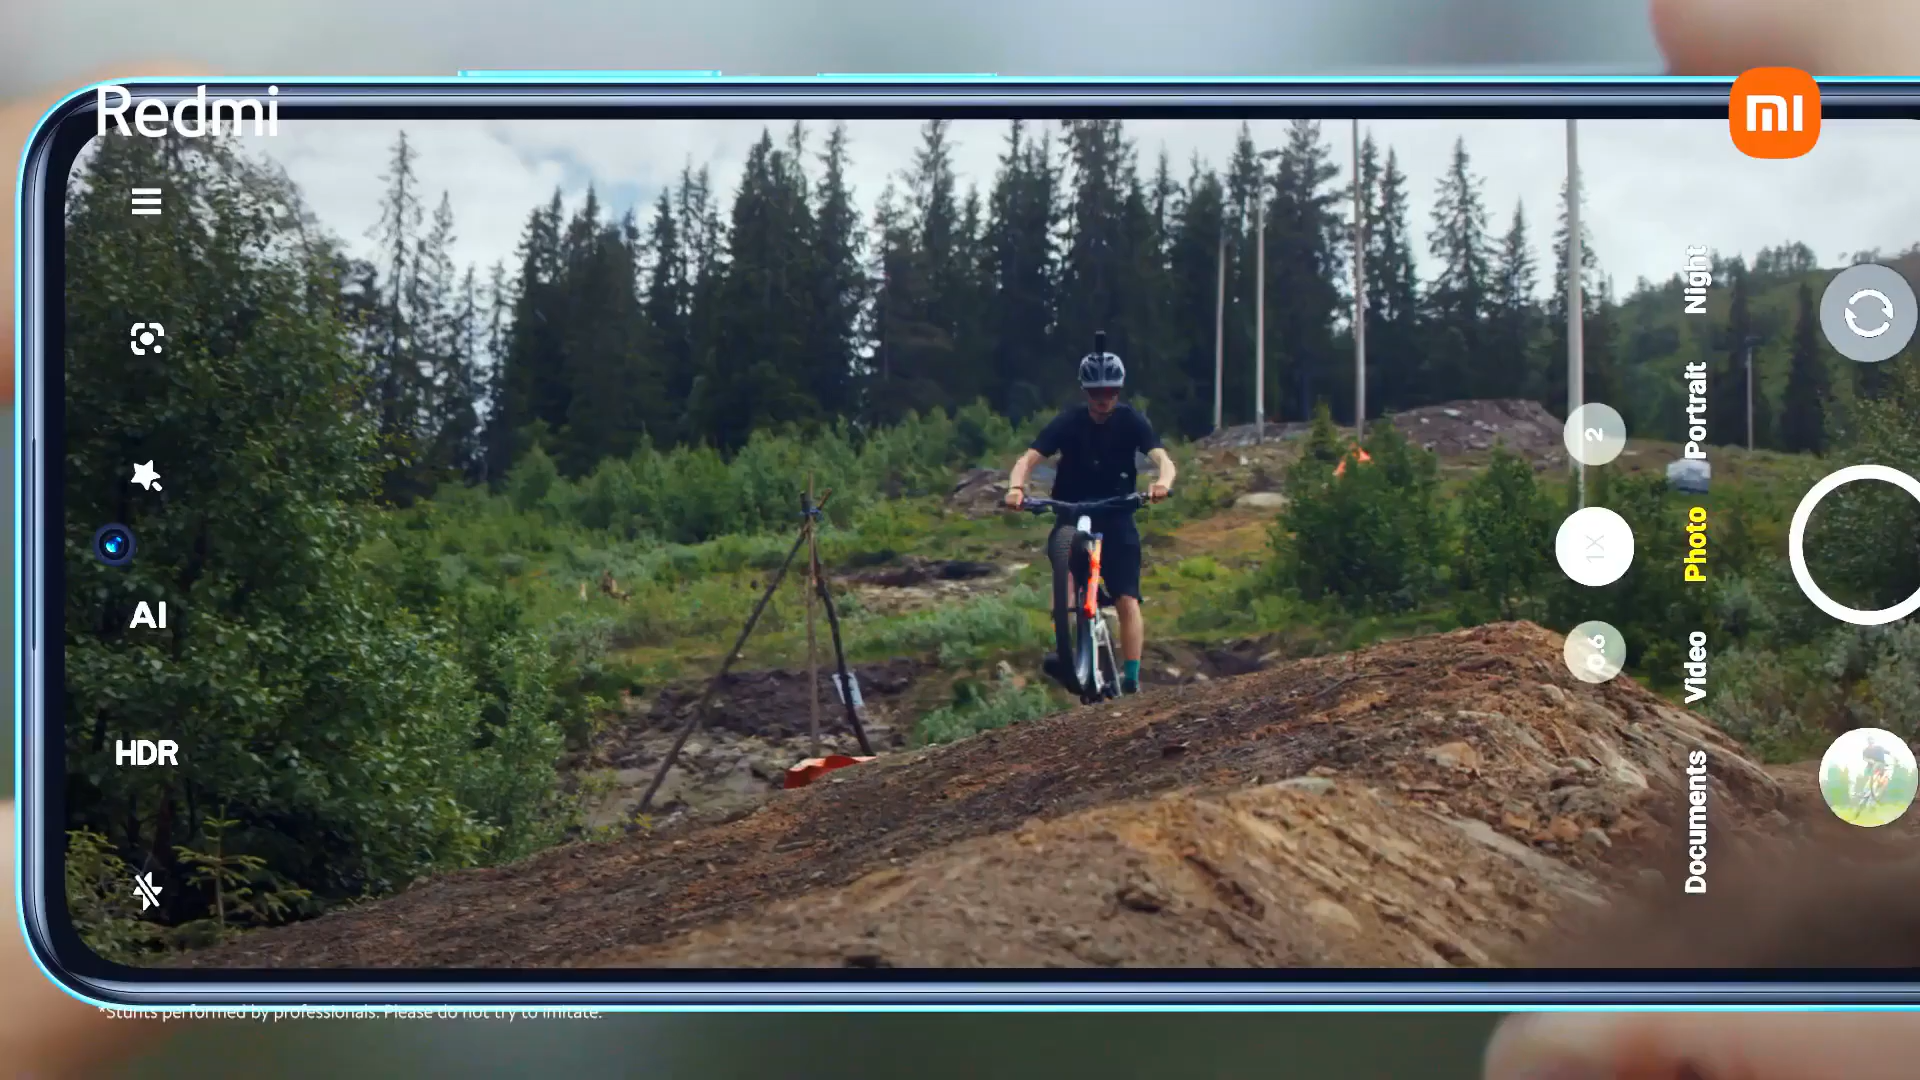 Redmi
mi
AI
HDR
2
1X
0.6
Night
Portrait
Photo
Video
Documents
*Stunts performed by professionals. Please do not try to imitate.